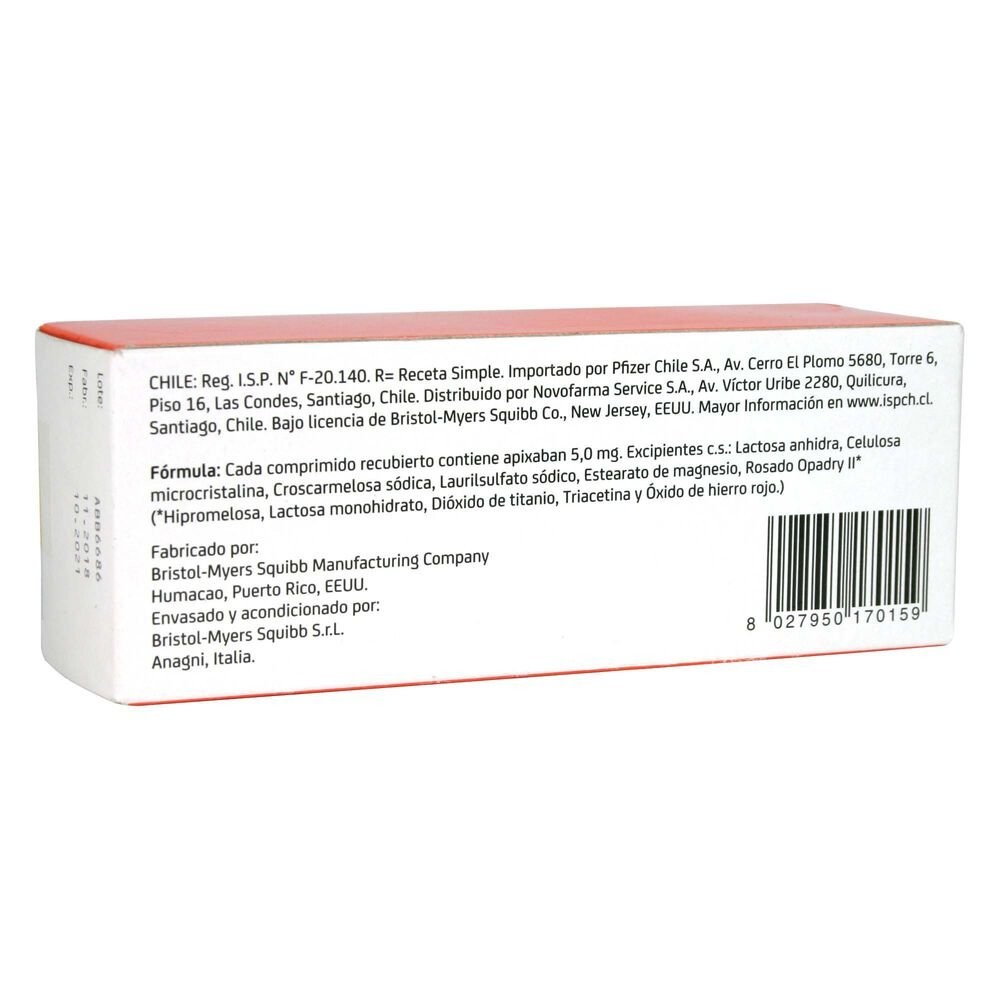 CHILE: Reg. I.S.P. N° F-20.140. R= Receta Simple. Importado por Pfizer Chile S.A., Av. Cerro El Plomo 5680, Torre 6,
Piso 16, Las Condes, Santiago, Chile. Distribuido por Novofarma Service S.A., Av. Víctor Uribe 2280, Quilicura,
Santiago, Chile. Bajo licencia de Bristol-Myers Squibb Co., New Jersey, EEUU. Mayor Información en www.ispch.cl.
Fórmula: Cada comprimido recubierto contiene apixaban 5,0 mg. Excipientes c.s.: Lactosa anhidra, Celulosa
microcristalina, Croscarmelosa sódica, Laurilsulfato sódico, Estearato de magnesio, Rosado Opadry II*
(*Hipromelosa, Lactosa monohidrato, Dióxido de titanio, Triacetina y Óxido de hierro rojo.)
Fabricado por:
Bristol-Myers Squibb Manufacturing Company
Humacao, Puerto Rico, EEUU.
Envasado y acondicionado por:
Bristol-Myers Squibb S.r.L.
Anagni, Italia.
8 027950 170159
Lote: ABB6686
Fabr.: 11-2018
Exp.: 10-2021